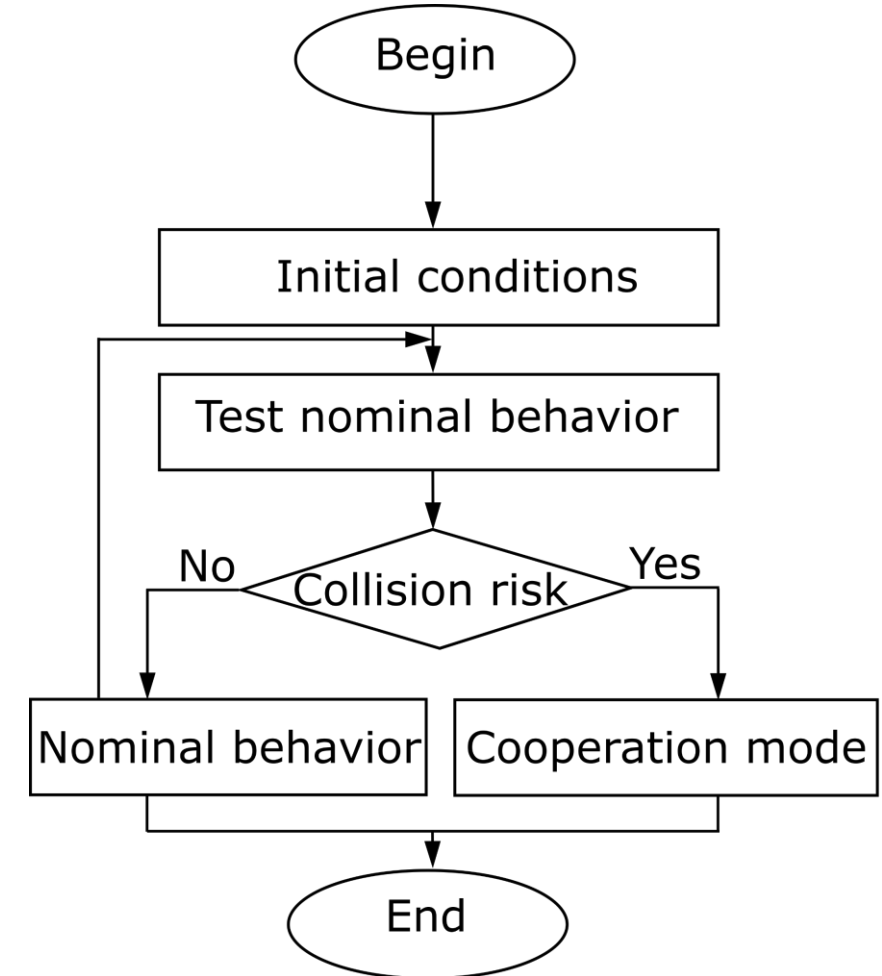 Begin
Initial conditions
Test nominal behavior
No
Yes
Collision risk
Nominal behavior
Cooperation mode
End